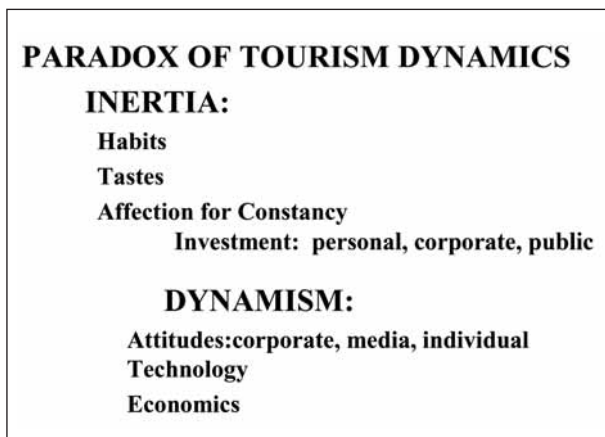 PARADOX OF TOURISM DYNAMICS
INERTIA:
Habits
Tastes
Affection for Constancy
Investment: personal, corporate, public
DYNAMISM:
Attitudes:corporate, media, individual
Technology
Economics